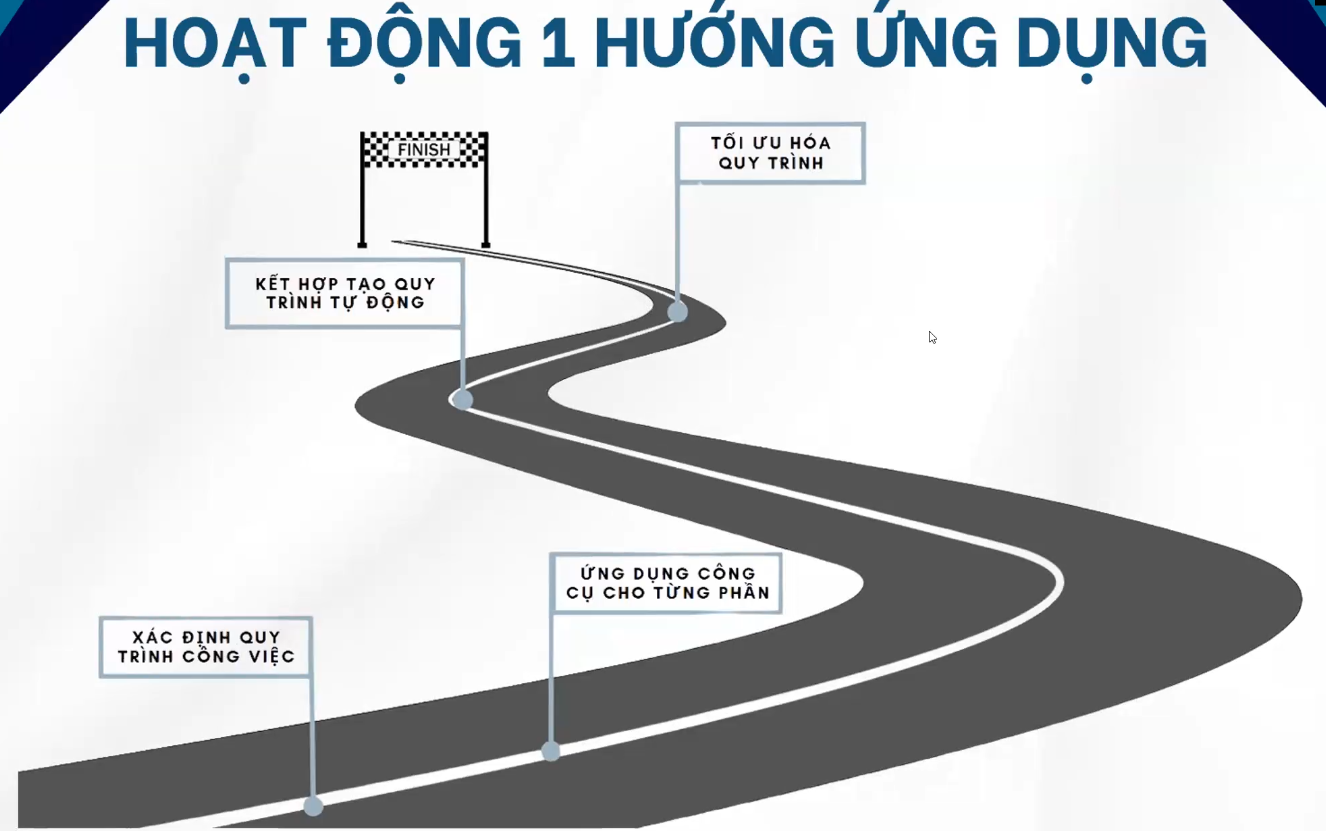 HOẠT ĐỘNG 1 HƯỚNG ỨNG DỤNG
FINISH
TỐI ƯU HÓA
QUY TRÌNH
KẾT HỢP TẠO QUY
TRÌNH TỰ ĐỘNG
ỨNG DỤNG CÔNG
CỤ CHO TỪNG PHẦN
XÁC ĐỊNH QUY
TRÌNH CÔNG VIỆC